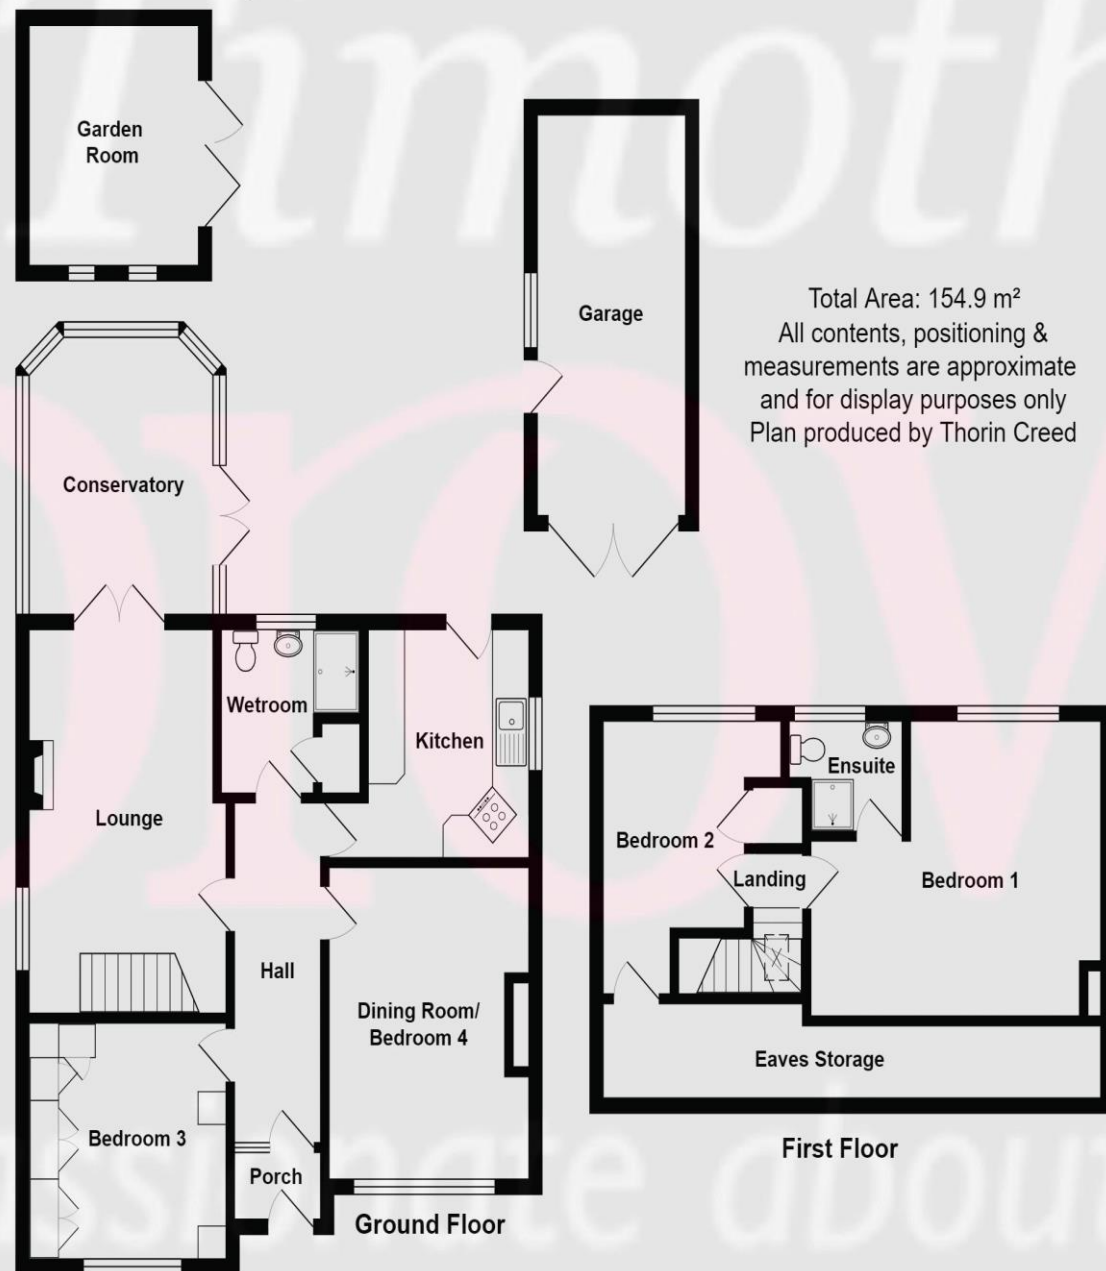 Timoth
Garden
Room
Garage
Total Area: 154.9 m²
All contents, positioning &
measurements are approximate
and for display purposes only
Plan produced by Thorin Creed
Conservatory
Wetroom
Kitchen
Lounge
Hall
Dining Room/
Bedroom 4
Bedroom 3
Porch
Ground Floor
Ensuite
Bedroom 2
Landing
Bedroom 1
Eaves Storage
First Floor
about